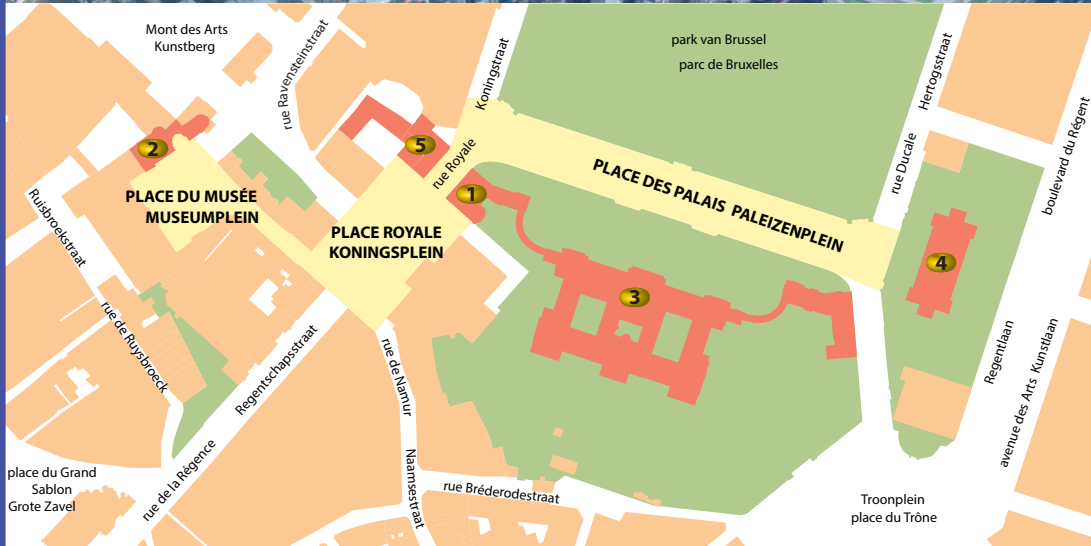 Mont des Arts
Kunstberg
rue Ravensteinstraat
Koningstraat
park van Brussel
parc de Bruxelles
Hertogsstraat
rue Ducale
boulevard du Régent
2
5
rue Royale
1
PLACE DES PALAIS PALEIZENPLEIN
PLACE DU MUSÉE
MUSEUMPLEIN
PLACE ROYALE
KONINGSPLEIN
4
3
Ruisbroekstraat
rue de Ruysbroeck
Regentschapsstraat
rue de la Régence
rue de Namur
Naamsestraat
Regentlaan
avenue des Arts Kunstlaan
place du Grand
Sablon
Grote Zavel
rue Bréderodestraat
Troonplein
place du Trône